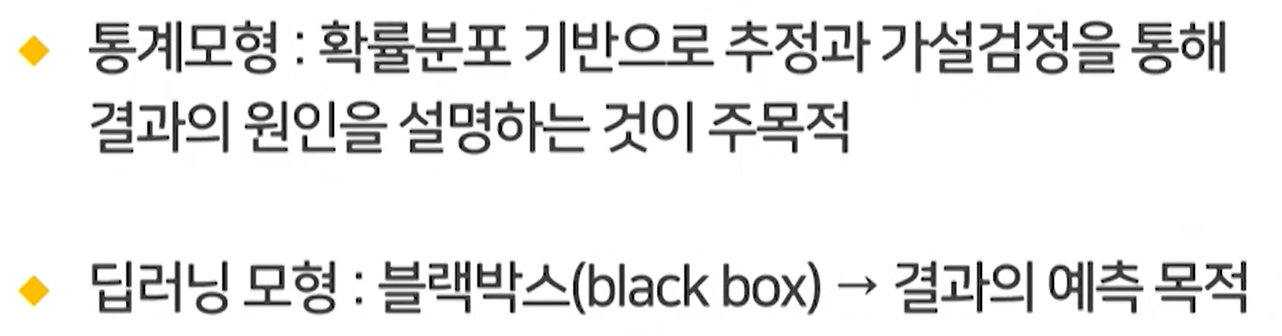 ◆ 통계모형 : 확률분포 기반으로 추정과 가설검정을 통해
결과의 원인을 설명하는 것이 주목적
◆ 딥러닝 모형 : 블랙박스(black box) → 결과의 예측 목적